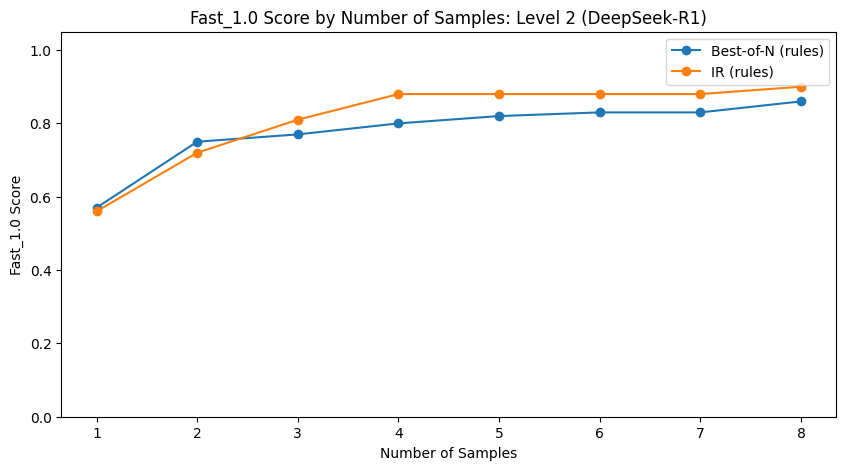 Fast_1.0 Score by Number of Samples: Level 2 (DeepSeek-R1)
Best-of-N (rules)
IR (rules)
1.0
0.8
0.6
0.4
0.2
0.0
Fast_1.0 Score
1 2 3 4 5 6 7 8
Number of Samples